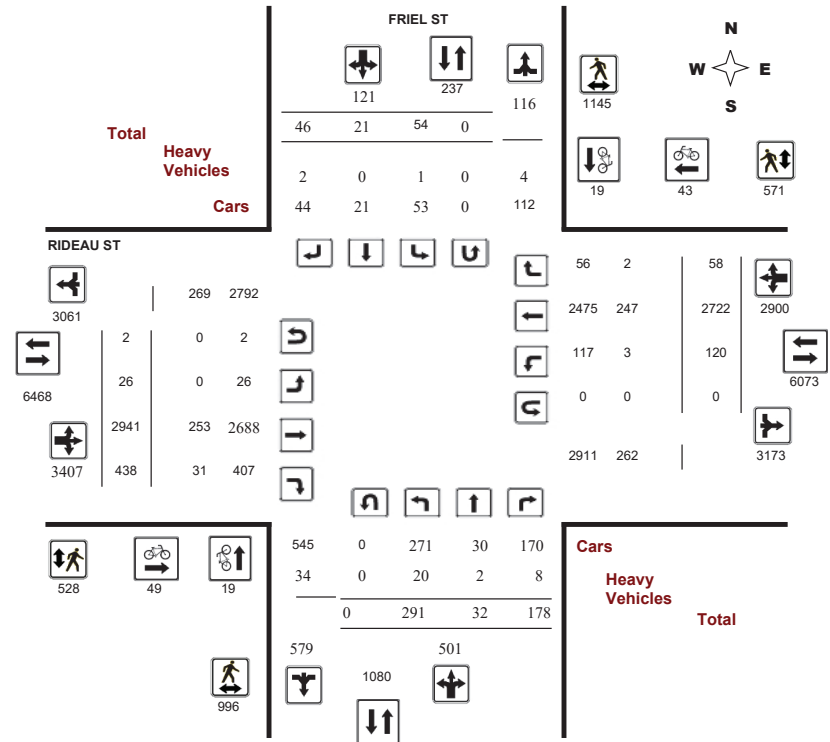 FRIEL ST
N
W E
S
121
237
116
1145
46 21 54 0
Total
Heavy
Vehicles
2 0 1 0 4
Cars
44 21 53 0 112
19 43 571
RIDEAU ST
3061
269 2792
6468
2 0 2
26 0 26
2941 253 2688
3407
438 31 407
56 2 58
2475 247 2722 2900
117 3 120
6073
0 0 0
2911 262
3173
545 0 271 30 170
34 0 20 2 8
0 291 32 178
Cars
Heavy
Vehicles
Total
528 49 19
579
501
1080
996